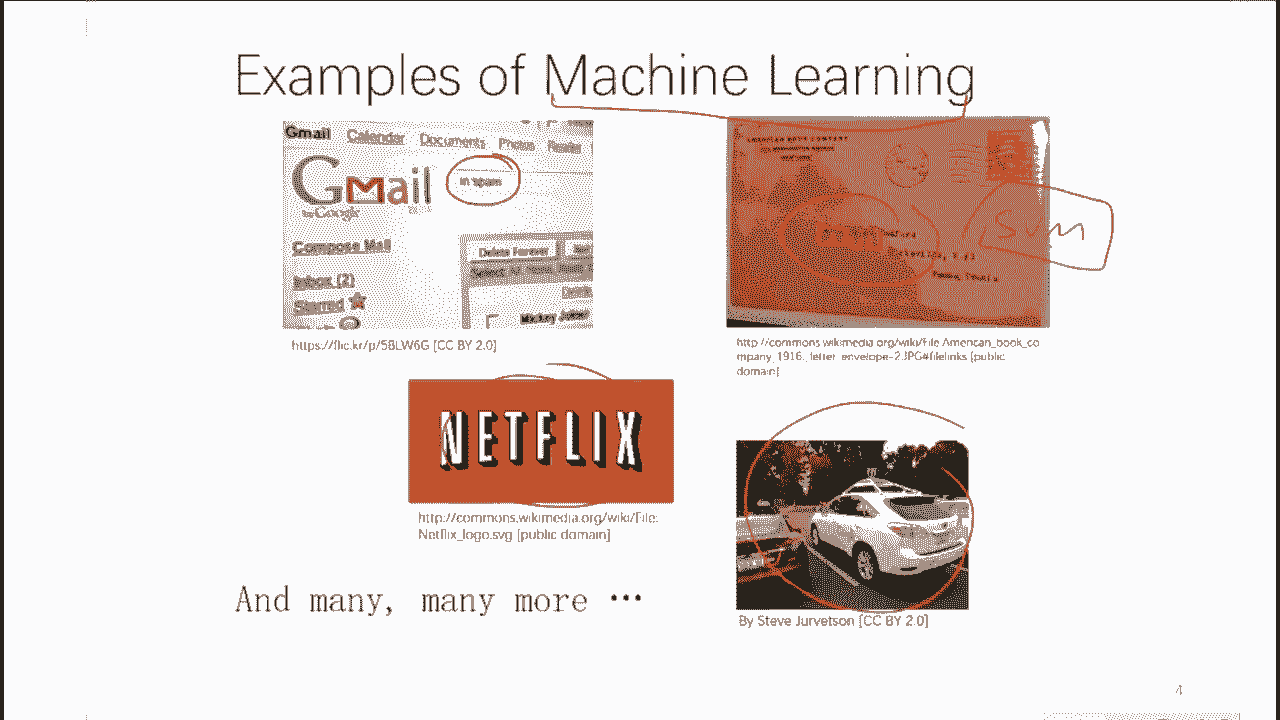 Examples of Machine Learning
Gmail Calendar Documents Photos Reade
Gmail
by Google
in spam
Compose Mail
Inbox (2)
Starred
Delete Forever
https://flic.kr/p/5BLW6G [CC BY 2.0]
http://commons.wikimedia.org/wiki/File:American_book_co
mpany_1916._letter_envelope-2.JPG#filelinks [public
domain]
NETFLIX
http://commons.wikimedia.org/wiki/File:
Netflix_logo.svg [public domain]
By Steve Jurvetson [CC BY 2.0]
And many, many more ···
4